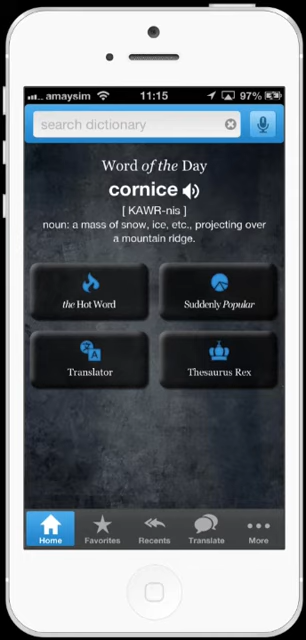 amaysim 11:15 97%
search dictionary
Word of the Day
cornice
[ KAWR-nis ]
noun: a mass of snow, ice, etc., projecting over
a mountain ridge.
the Hot Word
Suddenly Popular
Translator
Thesaurus Rex
Home Favorites Recents Translate More